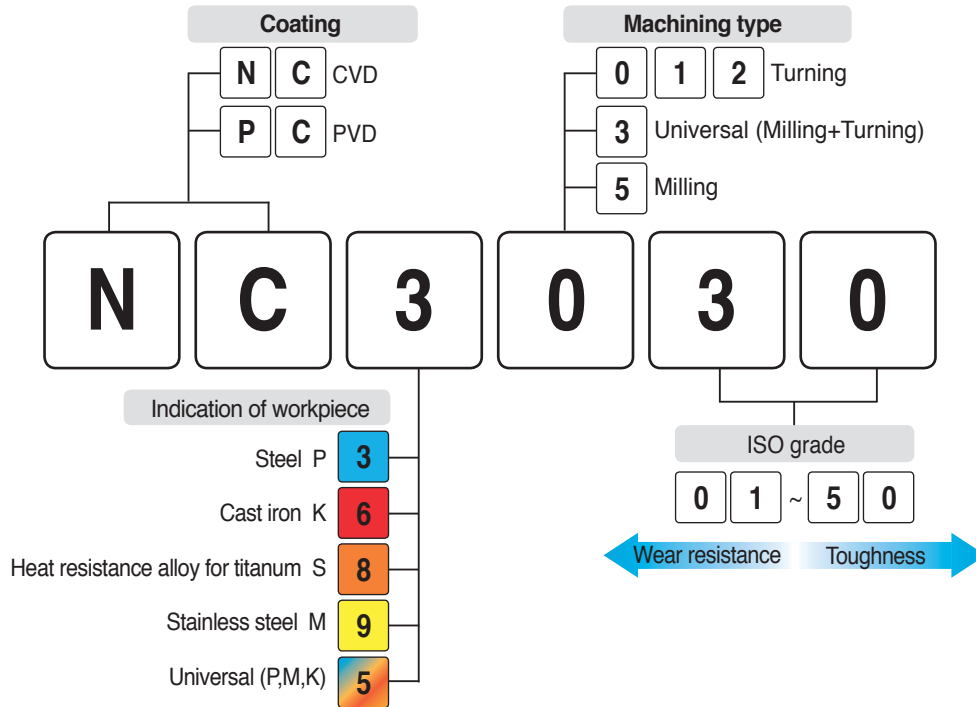 Coating
Machining type
N C CVD
0 1 2 Turning
P C PVD
3 Universal (Milling+Turning)
5 Milling
N C 3 0 3 0
Indication of workpiece
Steel P 3
Cast iron K 6
Heat resistance alloy for titanum S 8
Stainless steel M 9
Universal (P,M,K) 5
ISO grade
0 1 ~ 5 0
Wear resistance Toughness